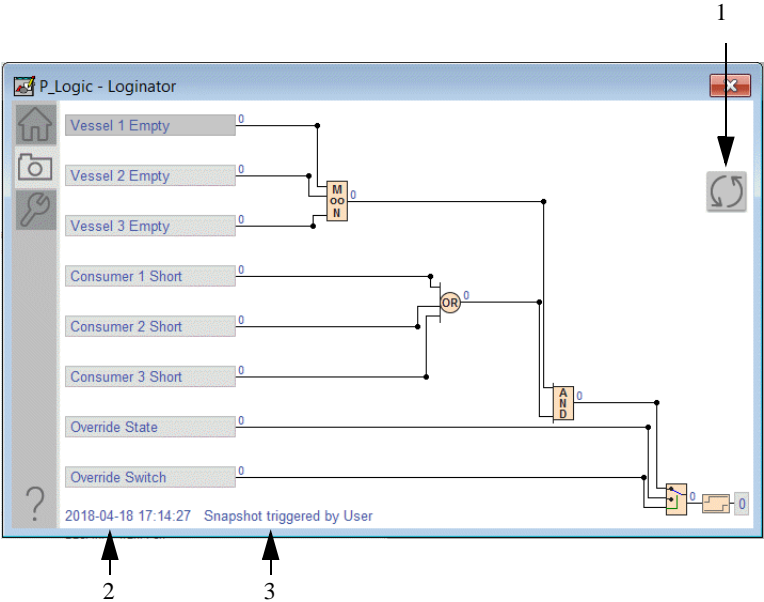 1
P_Logic - Loginator
Vessel 1 Empty 0
Vessel 2 Empty 0
MooN 0
Vessel 3 Empty 0
Consumer 1 Short 0
OR 0
Consumer 2 Short 0
Consumer 3 Short 0
AND 0
Override State 0
Override Switch 0
0 0
?
2018-04-18 17:14:27 Snapshot triggered by User
2 3